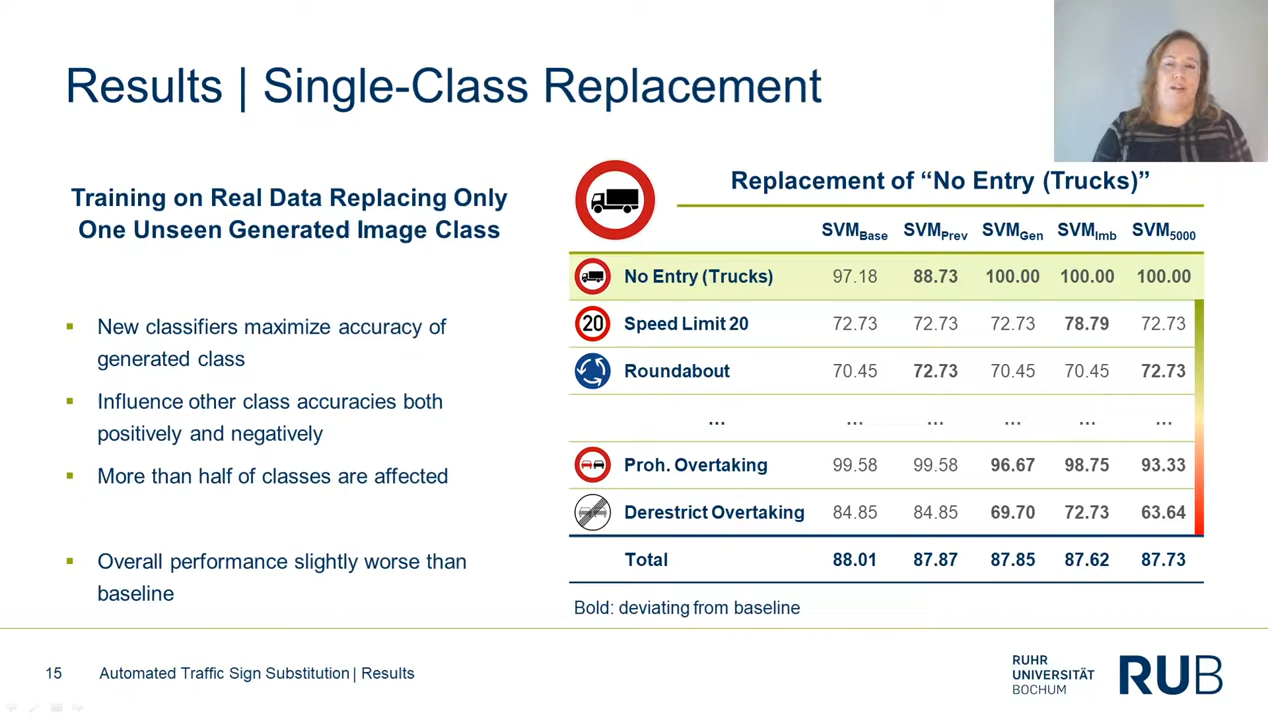 Results | Single-Class Replacement
Training on Real Data Replacing Only
One Unseen Generated Image Class
▪ New classifiers maximize accuracy of
generated class
▪ Influence other class accuracies both
positively and negatively
▪ More than half of classes are affected
▪ Overall performance slightly worse than
baseline
Replacement of “No Entry (Trucks)”
SVMBase SVMPrev SVMGen SVMImb SVM5000
No Entry (Trucks) 97.18 88.73 100.00 100.00 100.00
20 Speed Limit 20 72.73 72.73 72.73 78.79 72.73
Roundabout 70.45 72.73 70.45 70.45 72.73
... ... ... ... ... ...
Proh. Overtaking 99.58 99.58 96.67 98.75 93.33
Derestrict Overtaking 84.85 84.85 69.70 72.73 63.64
Total 88.01 87.87 87.85 87.62 87.73
Bold: deviating from baseline
15 Automated Traffic Sign Substitution | Results
RUHR
UNIVERSITÄT
BOCHUM
RUB